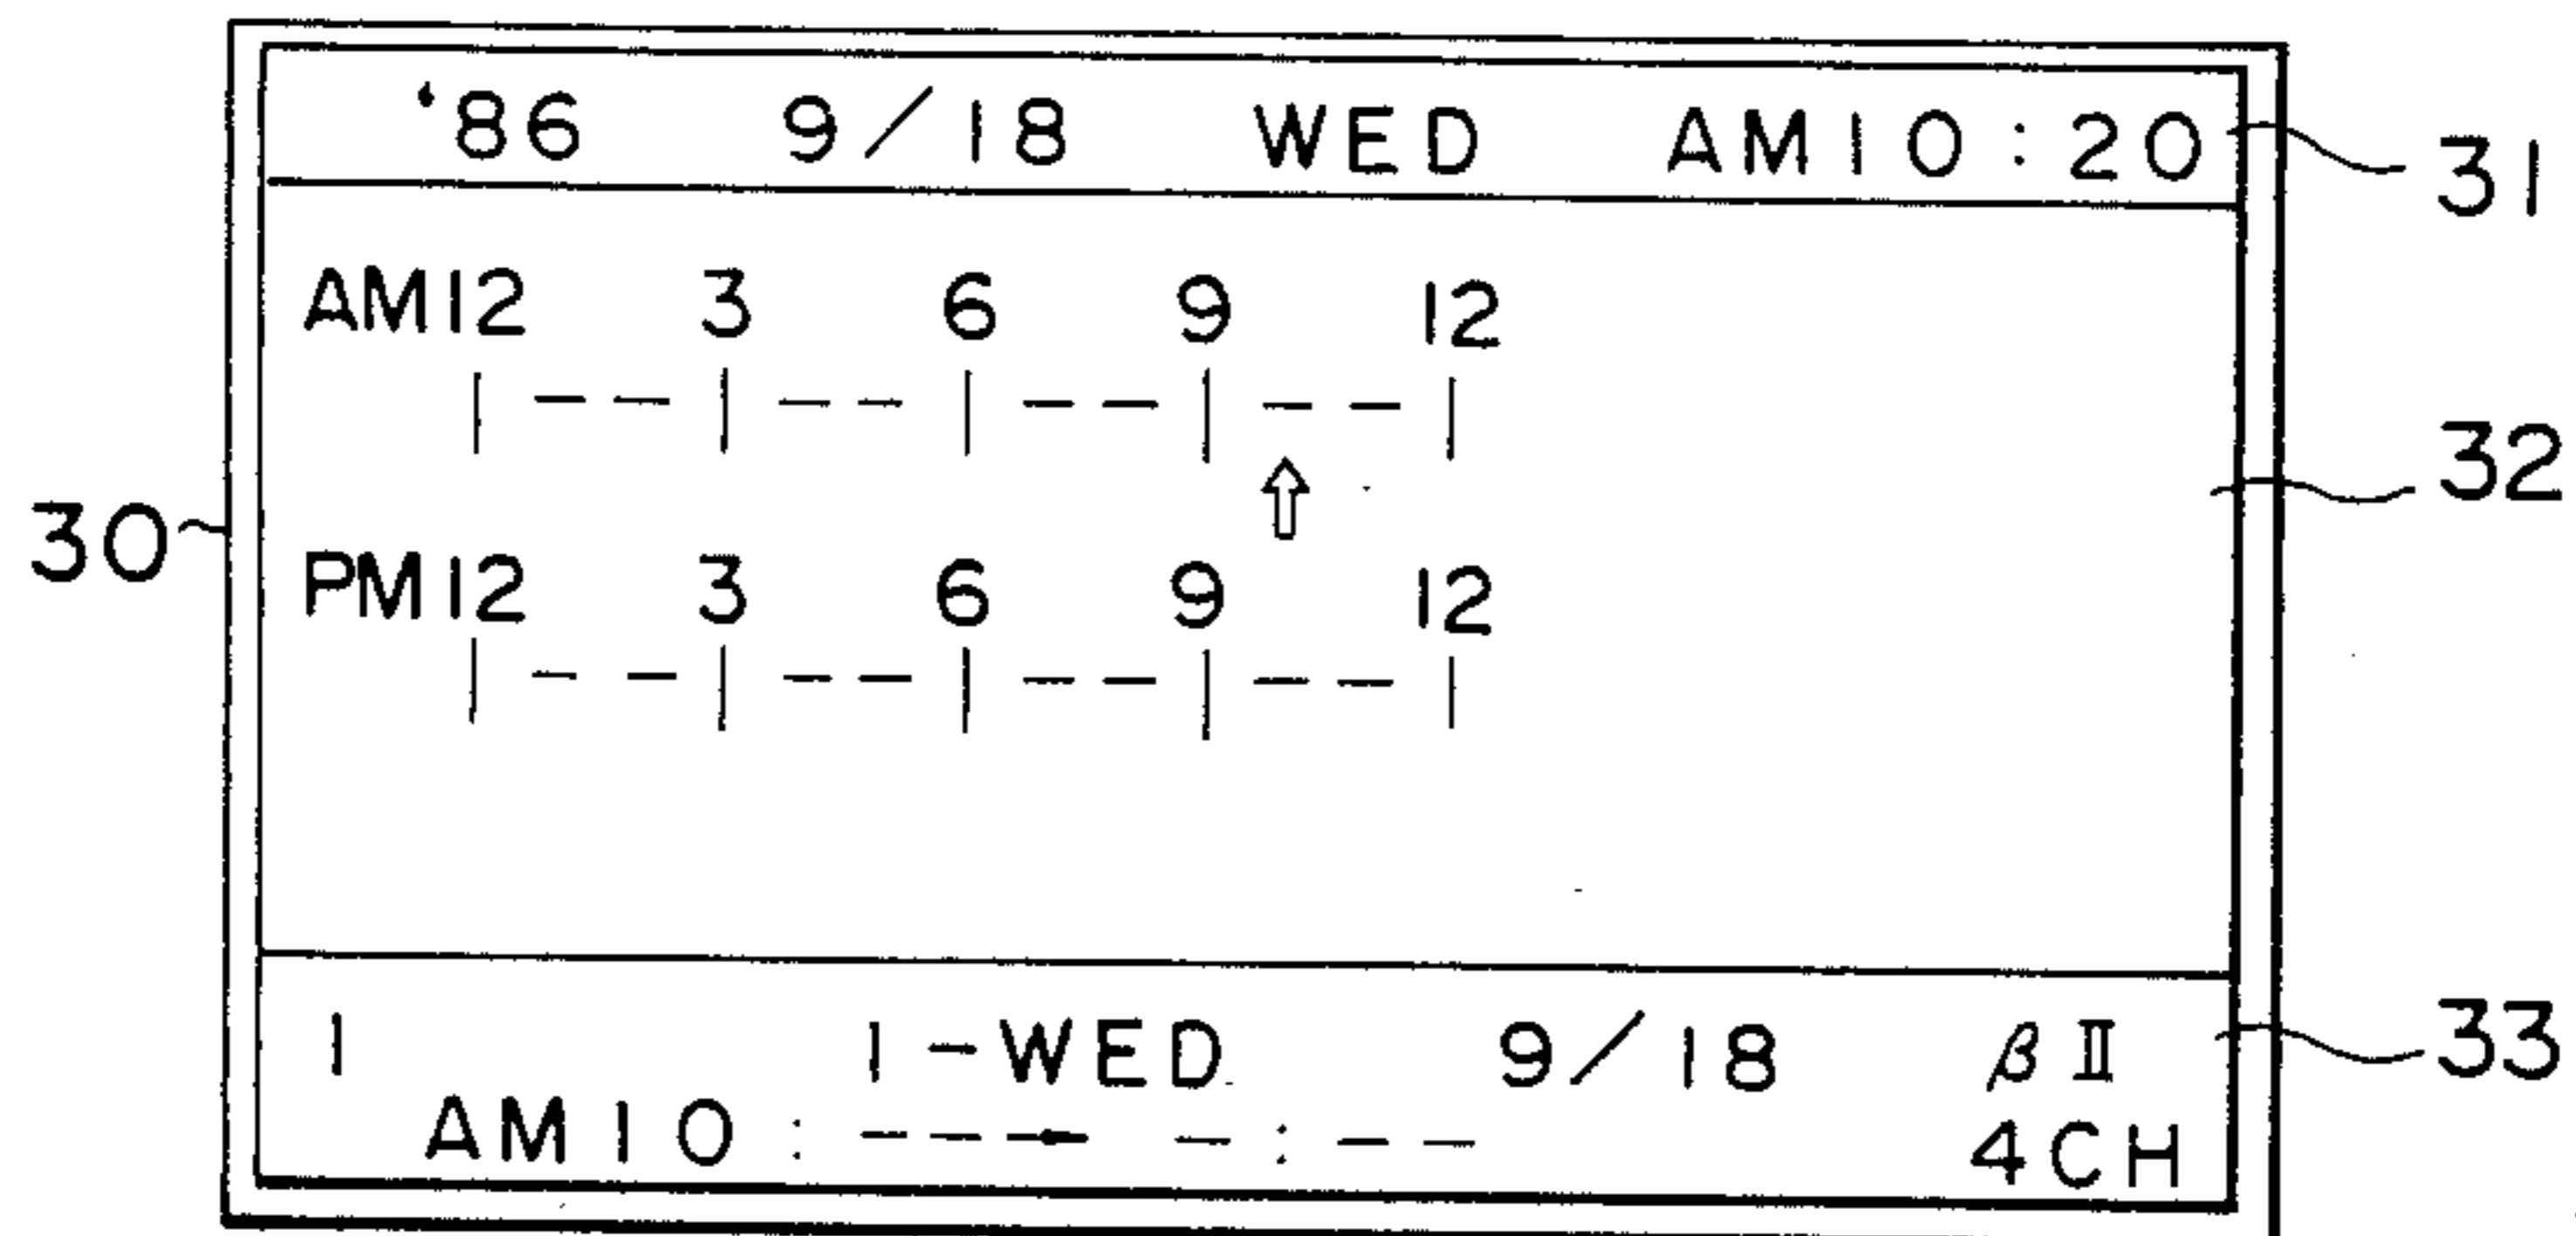 '86 9/18 WED AM10:20
31
AM12 3 6 9 12
| -- | -- | -- | -- |
32
30
PM12 3 6 9 12
| -- | -- | -- | -- |
1 1-WED 9/18 βII
33
AM10:--→ -:-- 4CH